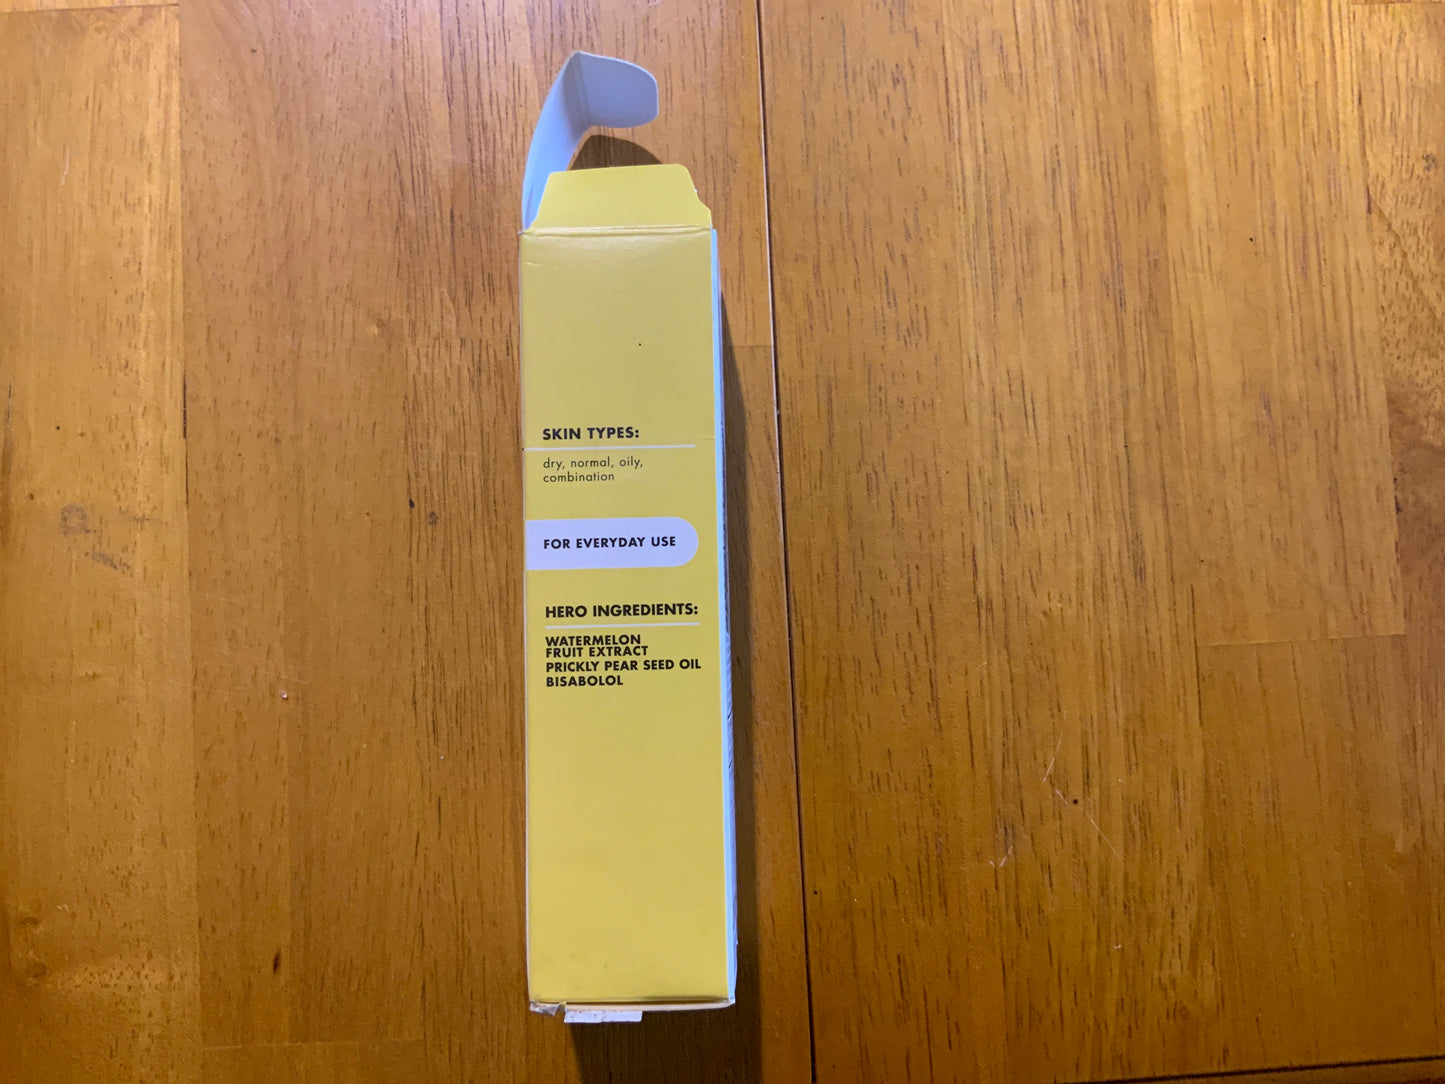 SKIN TYPES:
dry, normal, oily,
combination
FOR EVERYDAY USE
HERO INGREDIENTS:
WATERMELON
FRUIT EXTRACT
PRICKLY PEAR SEED OIL
BISABOLOL